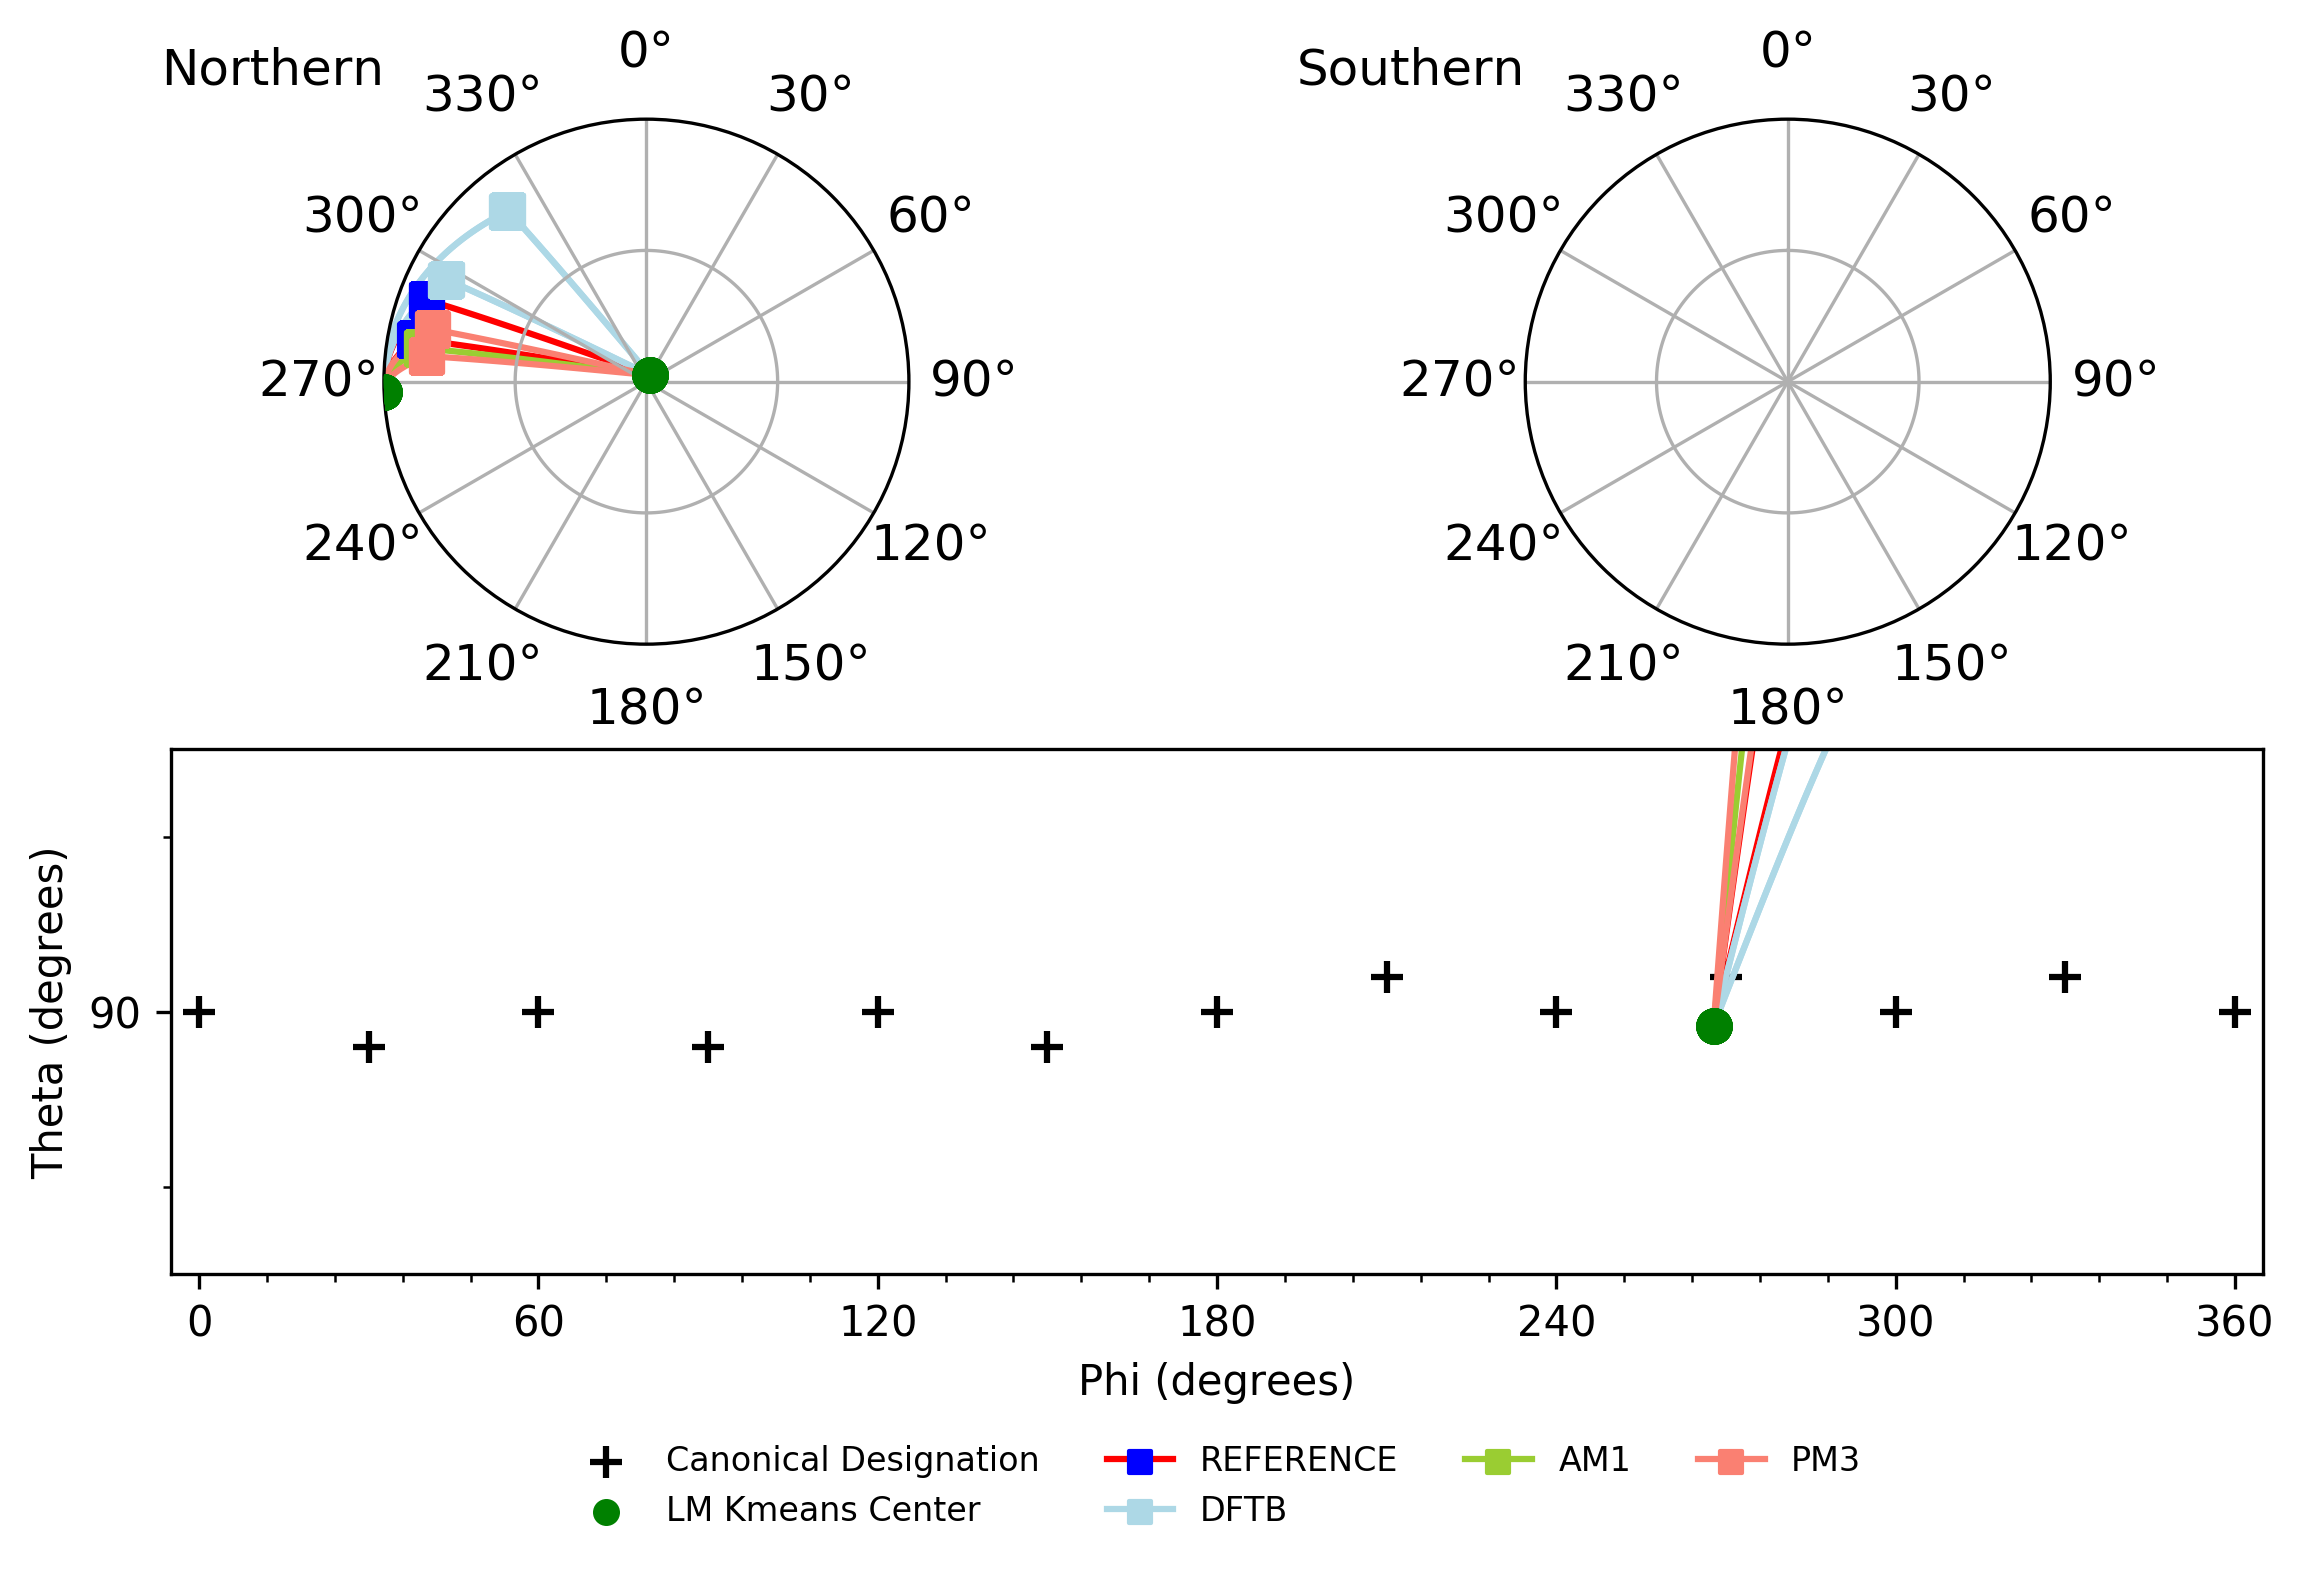 Northern
0°
330°
30°
300°
60°
270°
90°
240°
120°
210°
150°
180°
Southern
0°
330°
30°
300°
60°
270°
90°
240°
120°
210°
150°
180°
Theta (degrees)
90
0 60 120 180 240 300 360
Phi (degrees)
Canonical Designation
LM Kmeans Center
REFERENCE
DFTB
AM1
PM3